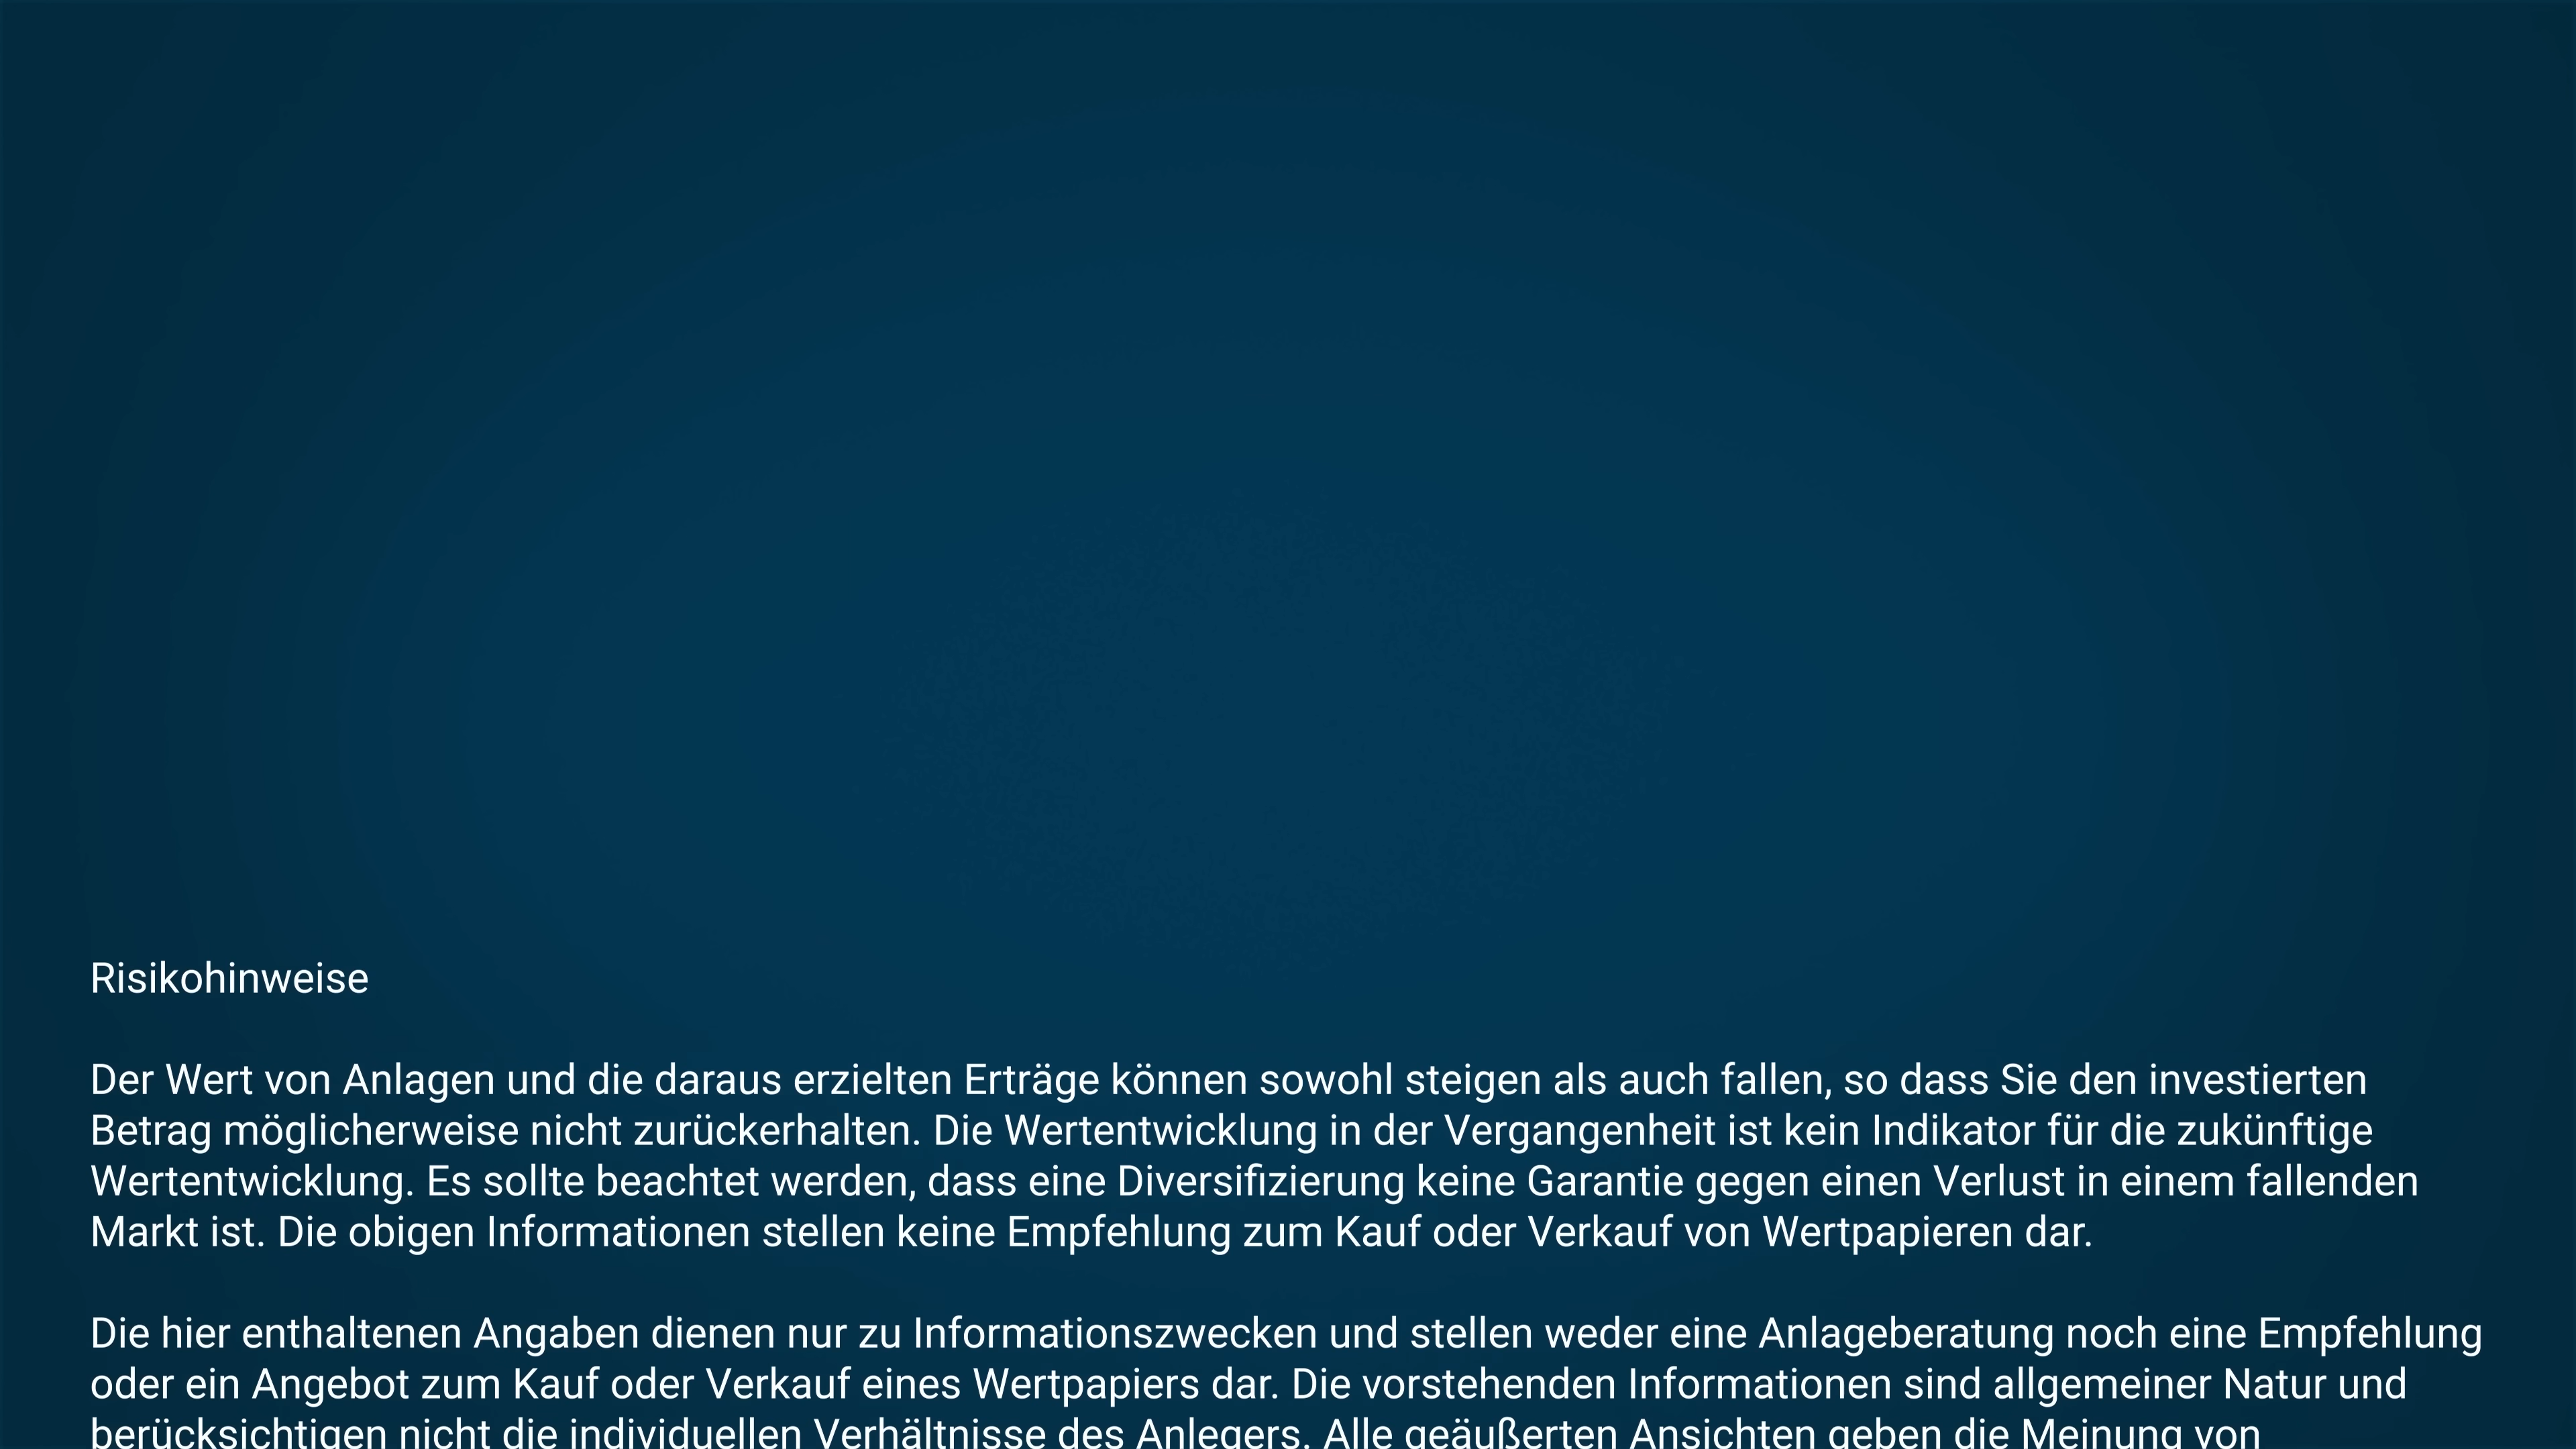 Risikohinweise
Der Wert von Anlagen und die daraus erzielten Erträge können sowohl steigen als auch fallen, so dass Sie den investierten
Betrag möglicherweise nicht zurückerhalten. Die Wertentwicklung in der Vergangenheit ist kein Indikator für die zukünftige
Wertentwicklung. Es sollte beachtet werden, dass eine Diversifizierung keine Garantie gegen einen Verlust in einem fallenden
Markt ist. Die obigen Informationen stellen keine Empfehlung zum Kauf oder Verkauf von Wertpapieren dar.
Die hier enthaltenen Angaben dienen nur zu Informationszwecken und stellen weder eine Anlageberatung noch eine Empfehlung
oder ein Angebot zum Kauf oder Verkauf eines Wertpapiers dar. Die vorstehenden Informationen sind allgemeiner Natur und
berücksichtigen nicht die individuellen Verhältnisse des Anlegers. Alle geäußerten Ansichten geben die Meinung von